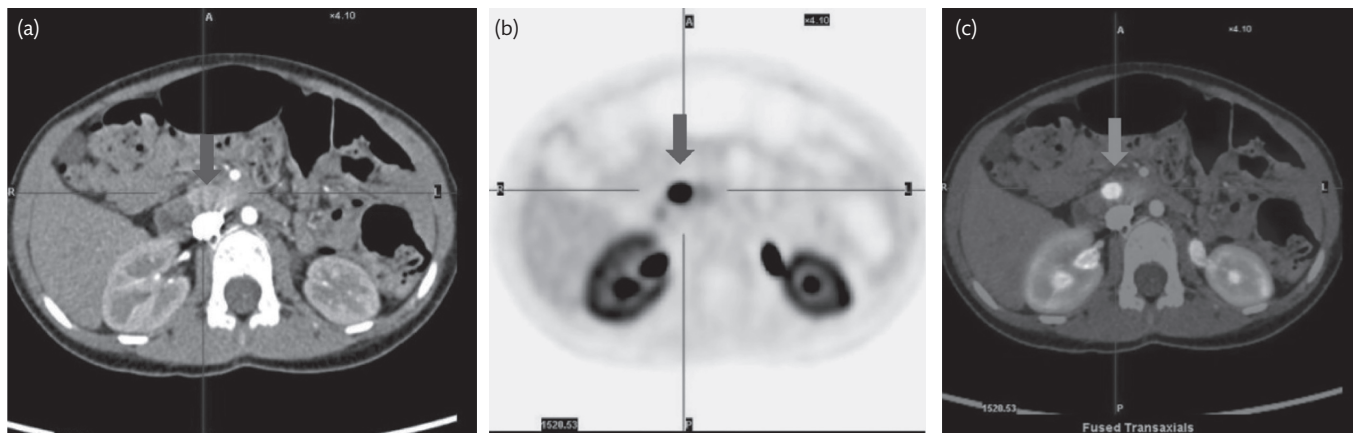 (a)
A
×4.10
R
L
(b)
A
×4.10
R
L
1520.53
P
(c)
A
×4.10
R
L
1520.53
P
Fused Transaxials